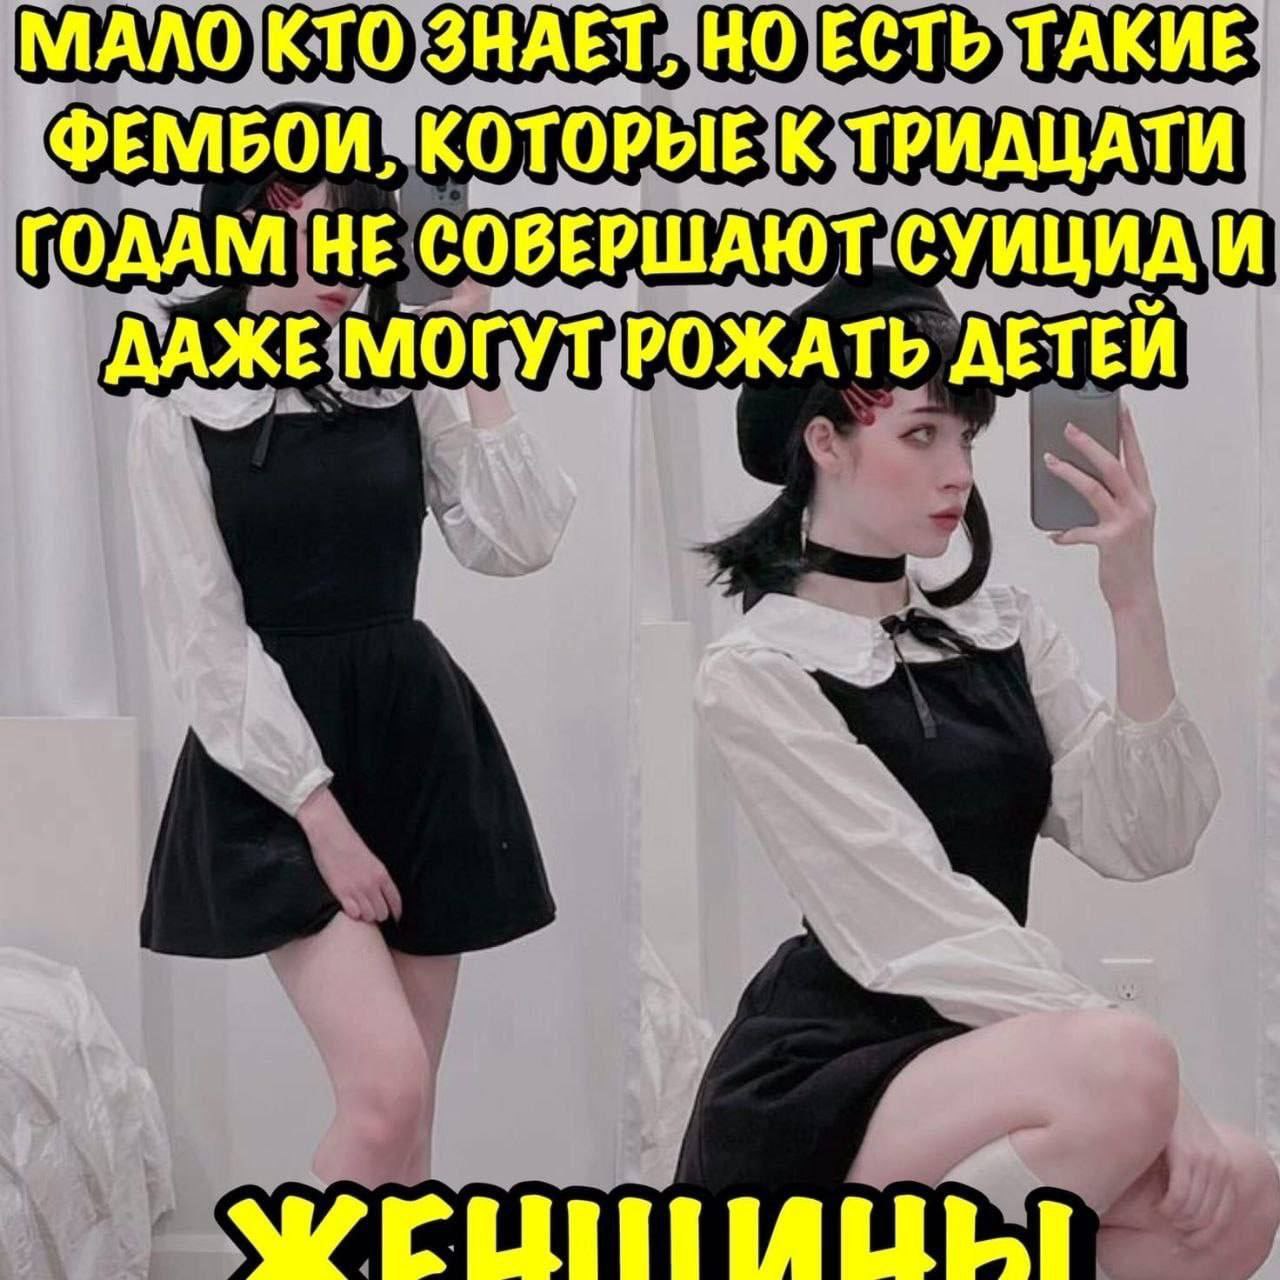 МАЛО КТО ЗНАЕТ, НО ЕСТЬ ТАКИЕ
ФЕМБОИ, КОТОРЫЕ К ТРИДЦАТИ
ГОДАМ НЕ СОВЕРШАЮТ СУИЦИД И
ДАЖЕ МОГУТ РОЖАТЬ ДЕТЕЙ
ЖЕНЩИНЫ